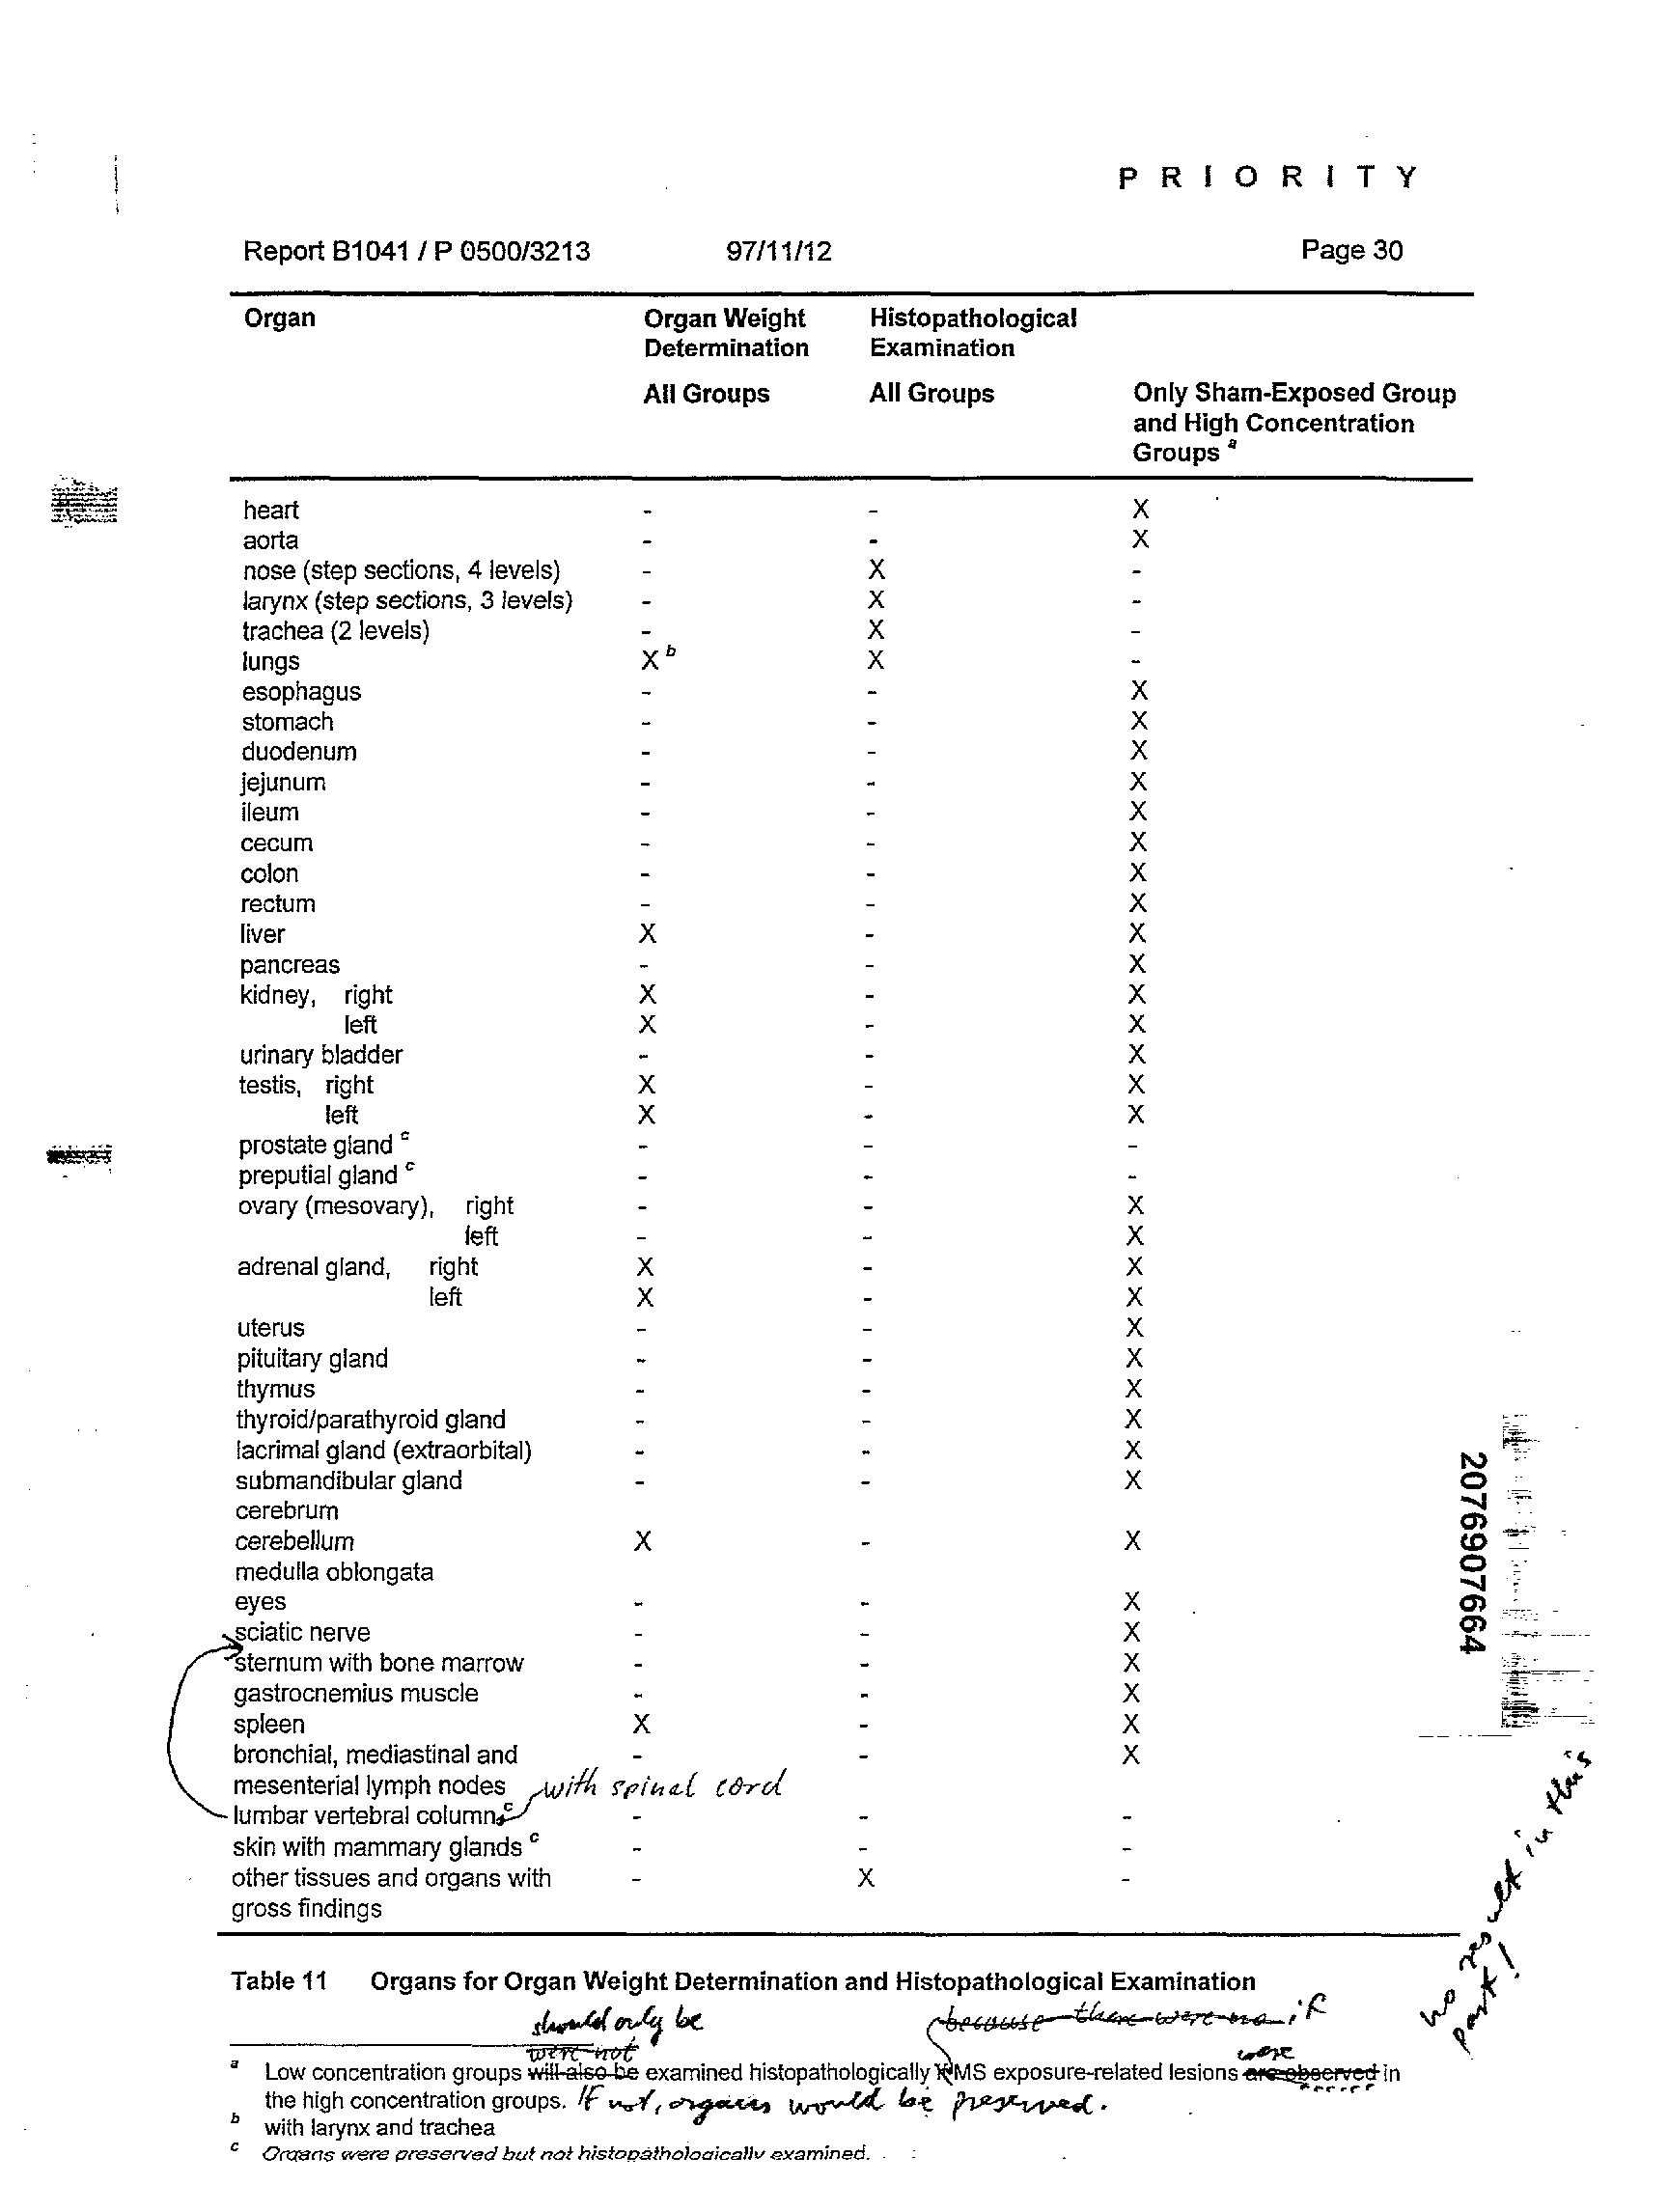 P R I O R I T Y
Report B1041 / P 0500/3213 97/11/12 Page 30
Organ Organ Weight Histopathological
Determination Examination
All Groups All Groups Only Sham-Exposed Group
and High Concentration
Groups a
heart - - X
aorta - - X
nose (step sections, 4 levels) - X -
larynx (step sections, 3 levels) - X -
trachea (2 levels) - X -
lungs X b X -
esophagus - - X
stomach - - X
duodenum - - X
jejunum - - X
ileum - - X
cecum - - X
colon - - X
rectum - - X
liver X - X
pancreas - - X
kidney, right X - X
left X - X
urinary bladder - - X
testis, right X - X
left X - X
prostate gland c - - -
preputial gland c - - -
ovary (mesovary), right - - X
left - - X
adrenal gland, right X - X
left X - X
uterus - - X
pituitary gland - - X
thymus - - X
thyroid/parathyroid gland - - X
lacrimal gland (extraorbital) - - X
submandibular gland - - X
cerebrum
cerebellum X - X
medulla oblongata
eyes - - X
sciatic nerve - - X
sternum with bone marrow - - X
gastrocnemius muscle - - X
spleen X - X
bronchial, mediastinal and - - X
mesenterial lymph nodes with spinal cord
lumbar vertebral column c - - -
skin with mammary glands c - - -
other tissues and organs with - X -
gross findings
2076907664
no result in this
part!
Table 11 Organs for Organ Weight Determination and Histopathological Examination
should only be because there were no if
were not were
a Low concentration groups will also be examined histopathologically MS exposure-related lesions are observed in
the high concentration groups. If not, organs would be preserved.
b with larynx and trachea
c Organs were preserved but not histopathologically examined.